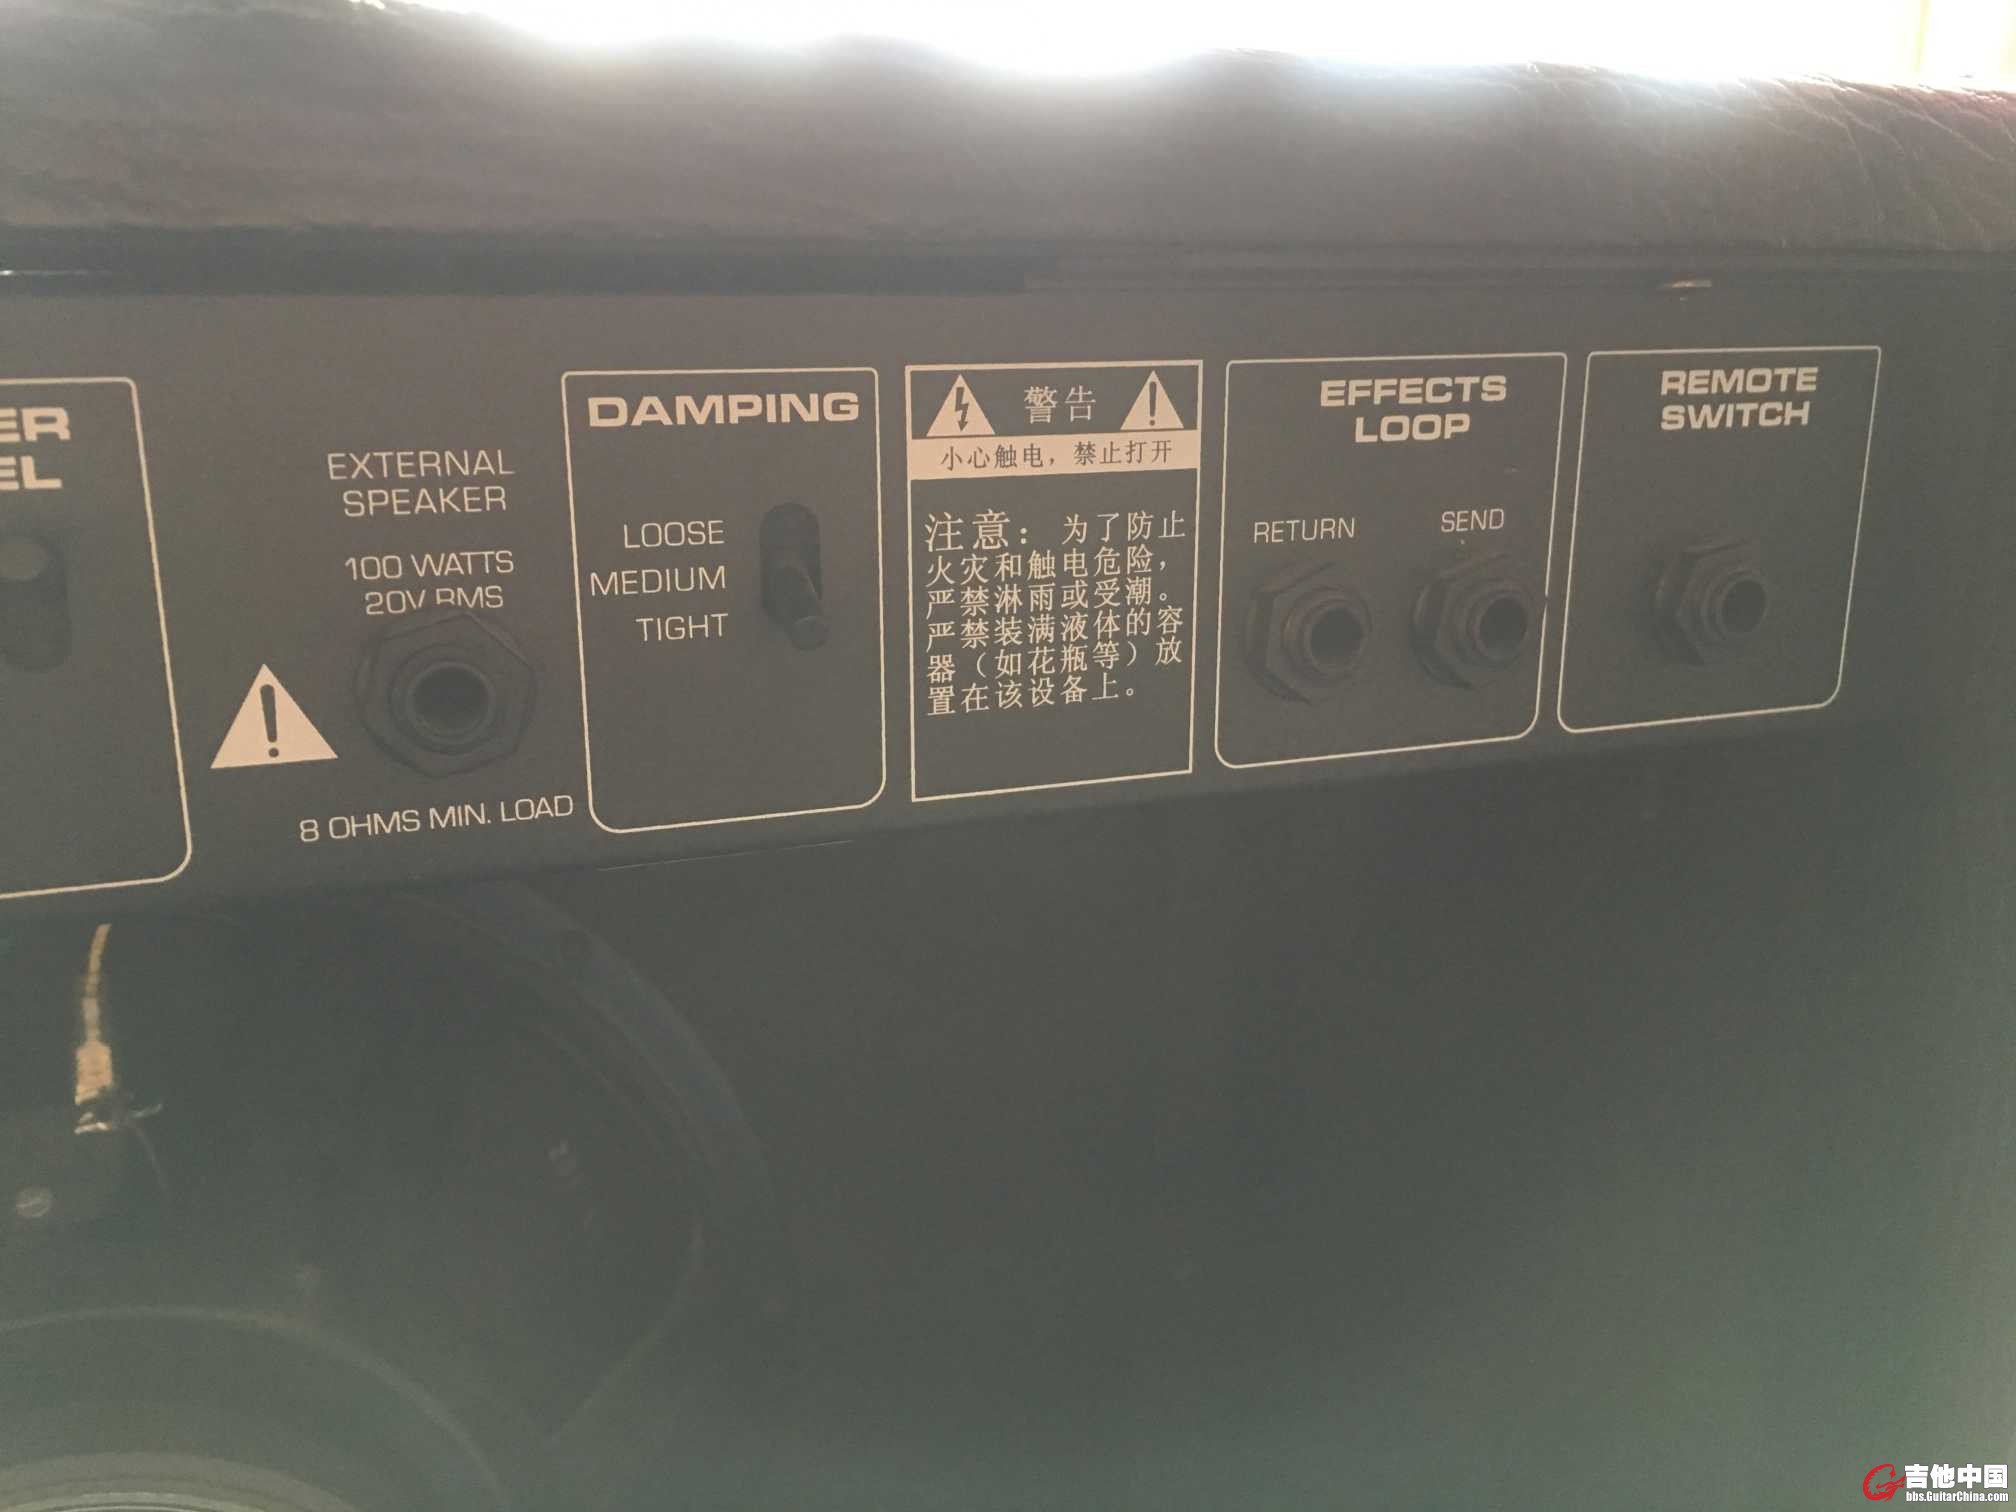 ER
EL
EXTERNAL
SPEAKER
100 WATTS
20V RMS
8 OHMS MIN. LOAD
DAMPING
LOOSE
MEDIUM
TIGHT
警告
小心触电，禁止打开
注意：为了防止
火灾和触电危险，
严禁淋雨或受潮。
严禁装满液体的容
器（如花瓶等）放
置在该设备上。
EFFECTS
LOOP
RETURN
SEND
REMOTE
SWITCH
吉他中国
bbs.GuitarChina.com